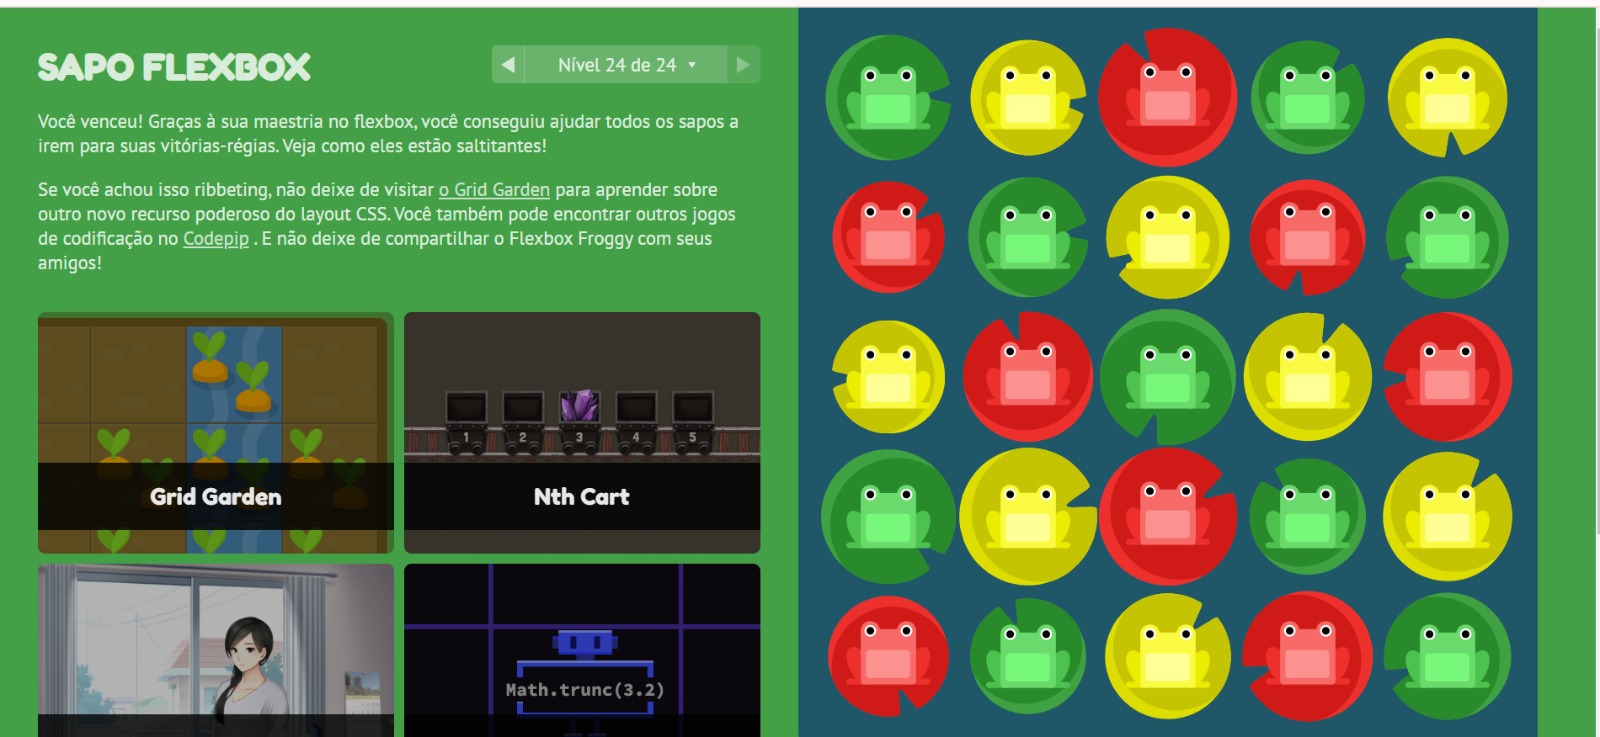 SAPO FLEXBOX
Nível 24 de 24
Você venceu! Graças à sua maestria no flexbox, você conseguiu ajudar todos os sapos a
irem para suas vitórias-régias. Veja como eles estão saltitantes!
Se você achou isso ribbeting, não deixe de visitar o Grid Garden para aprender sobre
outro novo recurso poderoso do layout CSS. Você também pode encontrar outros jogos
de codificação no Codepip . E não deixe de compartilhar o Flexbox Froggy com seus
amigos!
1 2 3 4 5
Grid Garden
Nth Cart
Math.trunc(3.2)